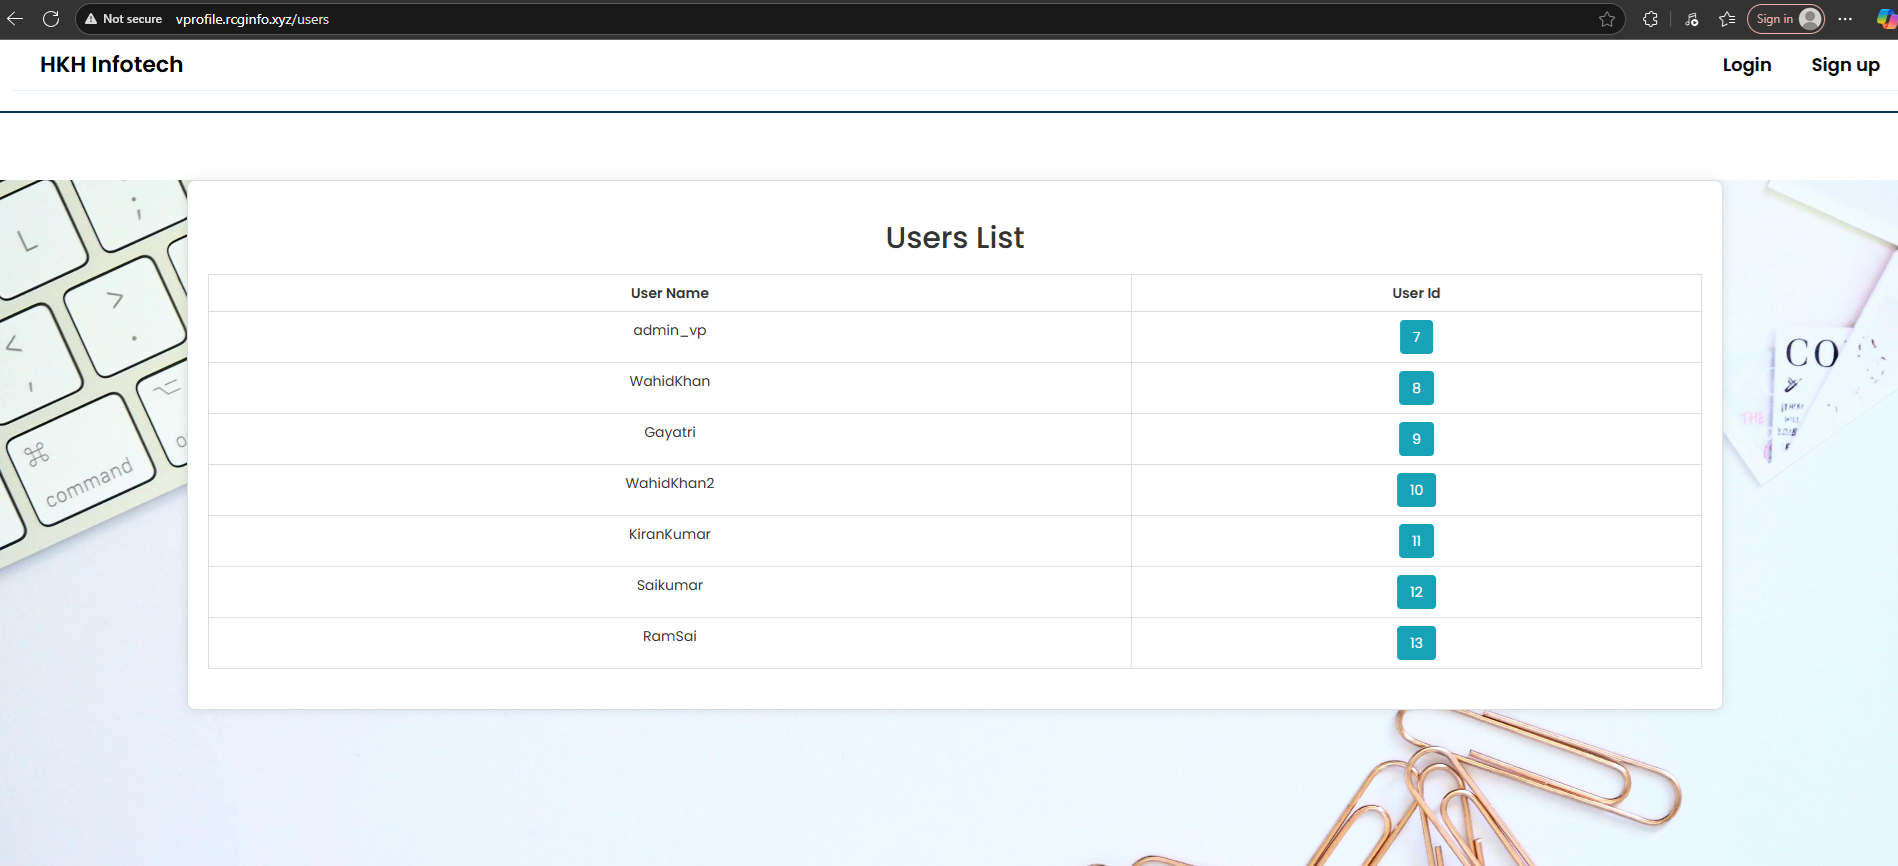 Not secure vprofile.rcginfo.xyz/users Sign in
HKH Infotech Login Sign up
Users List
User Name User Id
admin_vp 7
WahidKhan 8
Gayatri 9
WahidKhan2 10
KiranKumar 11
Saikumar 12
RamSai 13
L
;
>
.
<
,
command
CO
THE